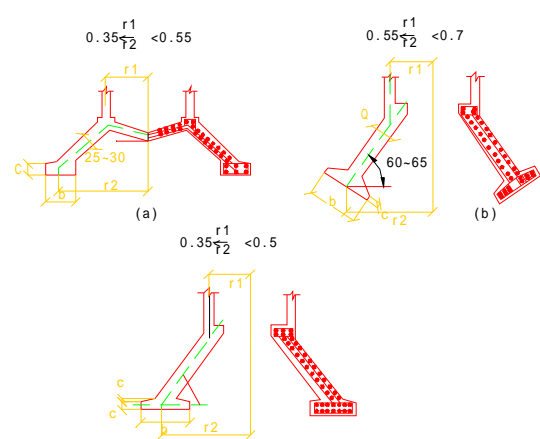 r1
0.35<— <0.55
r2
r1
25~30
C
b
r2
(a)
r1
0.55<— <0.7
r2
r1
Q
60~65
b
c
r2
(b)
r1
0.35<— <0.5
r2
r1
c
c
b
r2